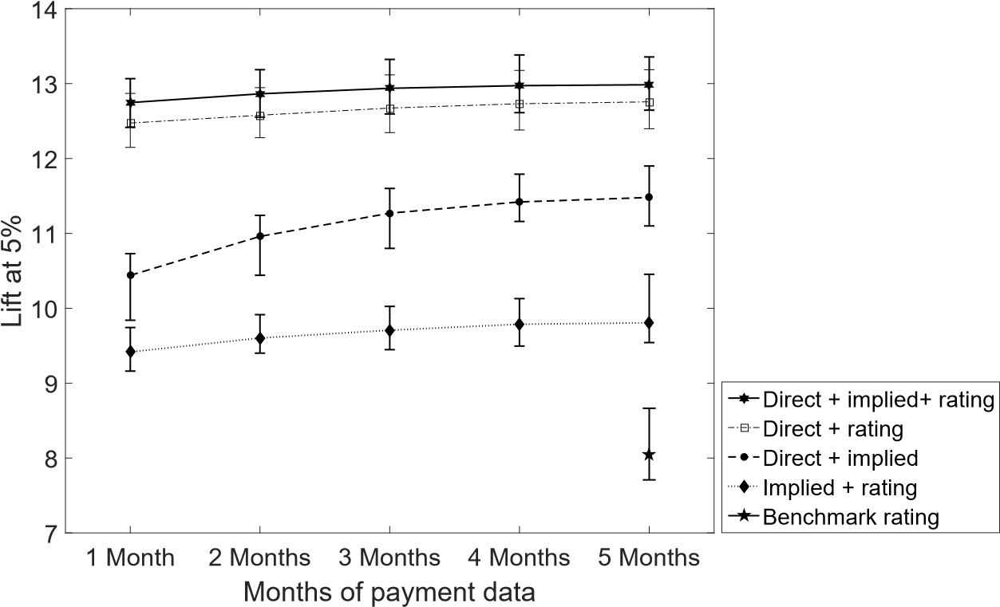 14
13
12
11
10
9
8
7
Lift at 5%
1 Month 2 Months 3 Months 4 Months 5 Months
Months of payment data
Direct + implied+ rating
Direct + rating
Direct + implied
Implied + rating
Benchmark rating